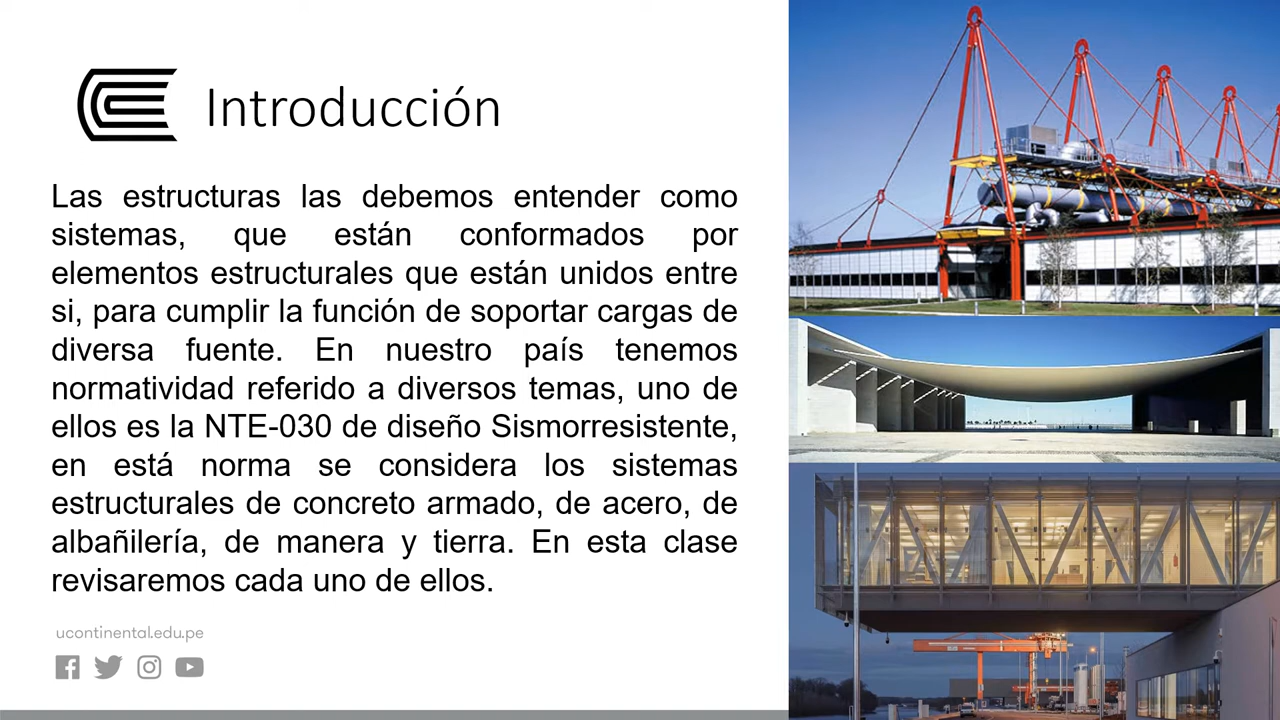 Introducción
Las estructuras las debemos entender como
sistemas, que están conformados por
elementos estructurales que están unidos entre
si, para cumplir la función de soportar cargas de
diversa fuente. En nuestro país tenemos
normatividad referido a diversos temas, uno de
ellos es la NTE-030 de diseño Sismorresistente,
en está norma se considera los sistemas
estructurales de concreto armado, de acero, de
albañilería, de manera y tierra. En esta clase
revisaremos cada uno de ellos.
ucontinental.edu.pe